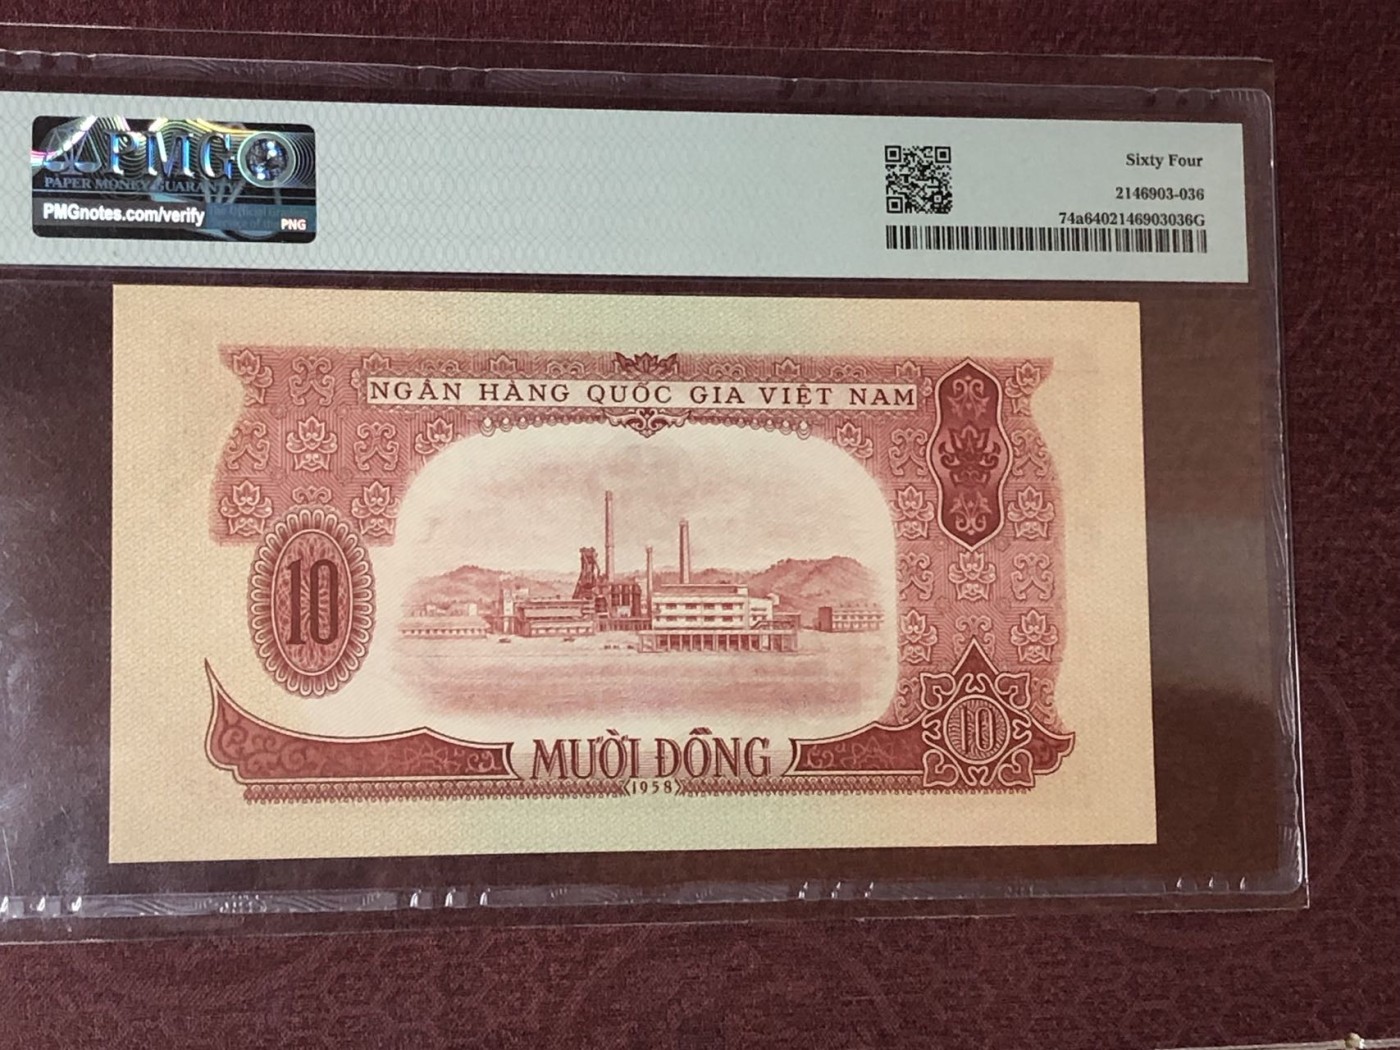 PMG
PAPER MONEY GUARANTY
PMGnotes.com/verify
PNG
Sixty Four
2146903-036
74a6402146903036G
NGÂN HÀNG QUỐC GIA VIỆT NAM
10
10
MƯỜI ĐỒNG
1958